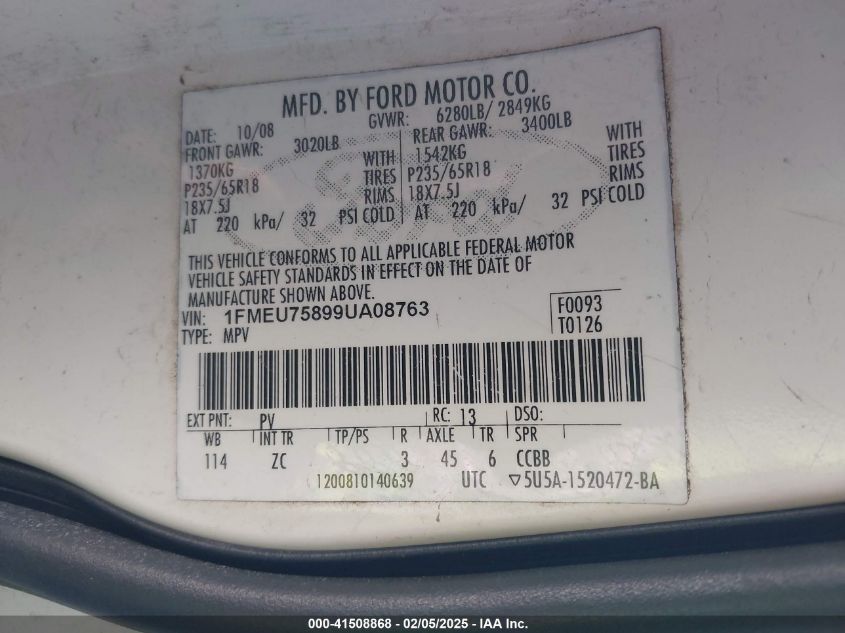 MFD. BY FORD MOTOR CO.
DATE: 10/08 GVWR: 6280LB/ 2849KG
FRONT GAWR: 3020LB REAR GAWR: 3400LB
1370KG WITH 1542KG WITH
P235/65R18 TIRES P235/65R18 TIRES
18X7.5J RIMS 18X7.5J RIMS
AT 220 kPa/ 32 PSI COLD AT 220 kPa/ 32 PSI COLD
Ford
THIS VEHICLE CONFORMS TO ALL APPLICABLE FEDERAL MOTOR
VEHICLE SAFETY STANDARDS IN EFFECT ON THE DATE OF
MANUFACTURE SHOWN ABOVE.
VIN: 1FMEU75899UA08763 F0093
TYPE: MPV T0126
EXT PNT: PV RC: 13 DSO:
WB INT TR TP/PS R AXLE TR SPR
114 ZC 3 45 6 CCBB
1200810140639 UTC ▽5U5A-1520472-BA
000-41508868 - 02/05/2025 - IAA Inc.